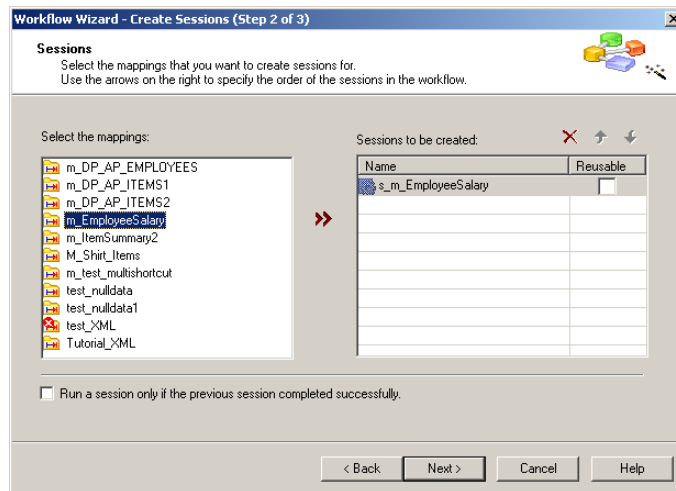 Workflow Wizard - Create Sessions (Step 2 of 3)
Sessions
Select the mappings that you want to create sessions for.
Use the arrows on the right to specify the order of the sessions in the workflow.
Select the mappings:
Sessions to be created:
m_DP_AP_EMPLOYEES
m_DP_AP_ITEMS1
m_DP_AP_ITEMS2
m_EmployeeSalary
m_ItemSummary2
M_Shirt_Items
m_test_multishortcut
test_nulldata
test_nulldata1
test_XML
Tutorial_XML
Name Reusable
s_m_EmployeeSalary
Run a session only if the previous session completed successfully.
< Back Next > Cancel Help